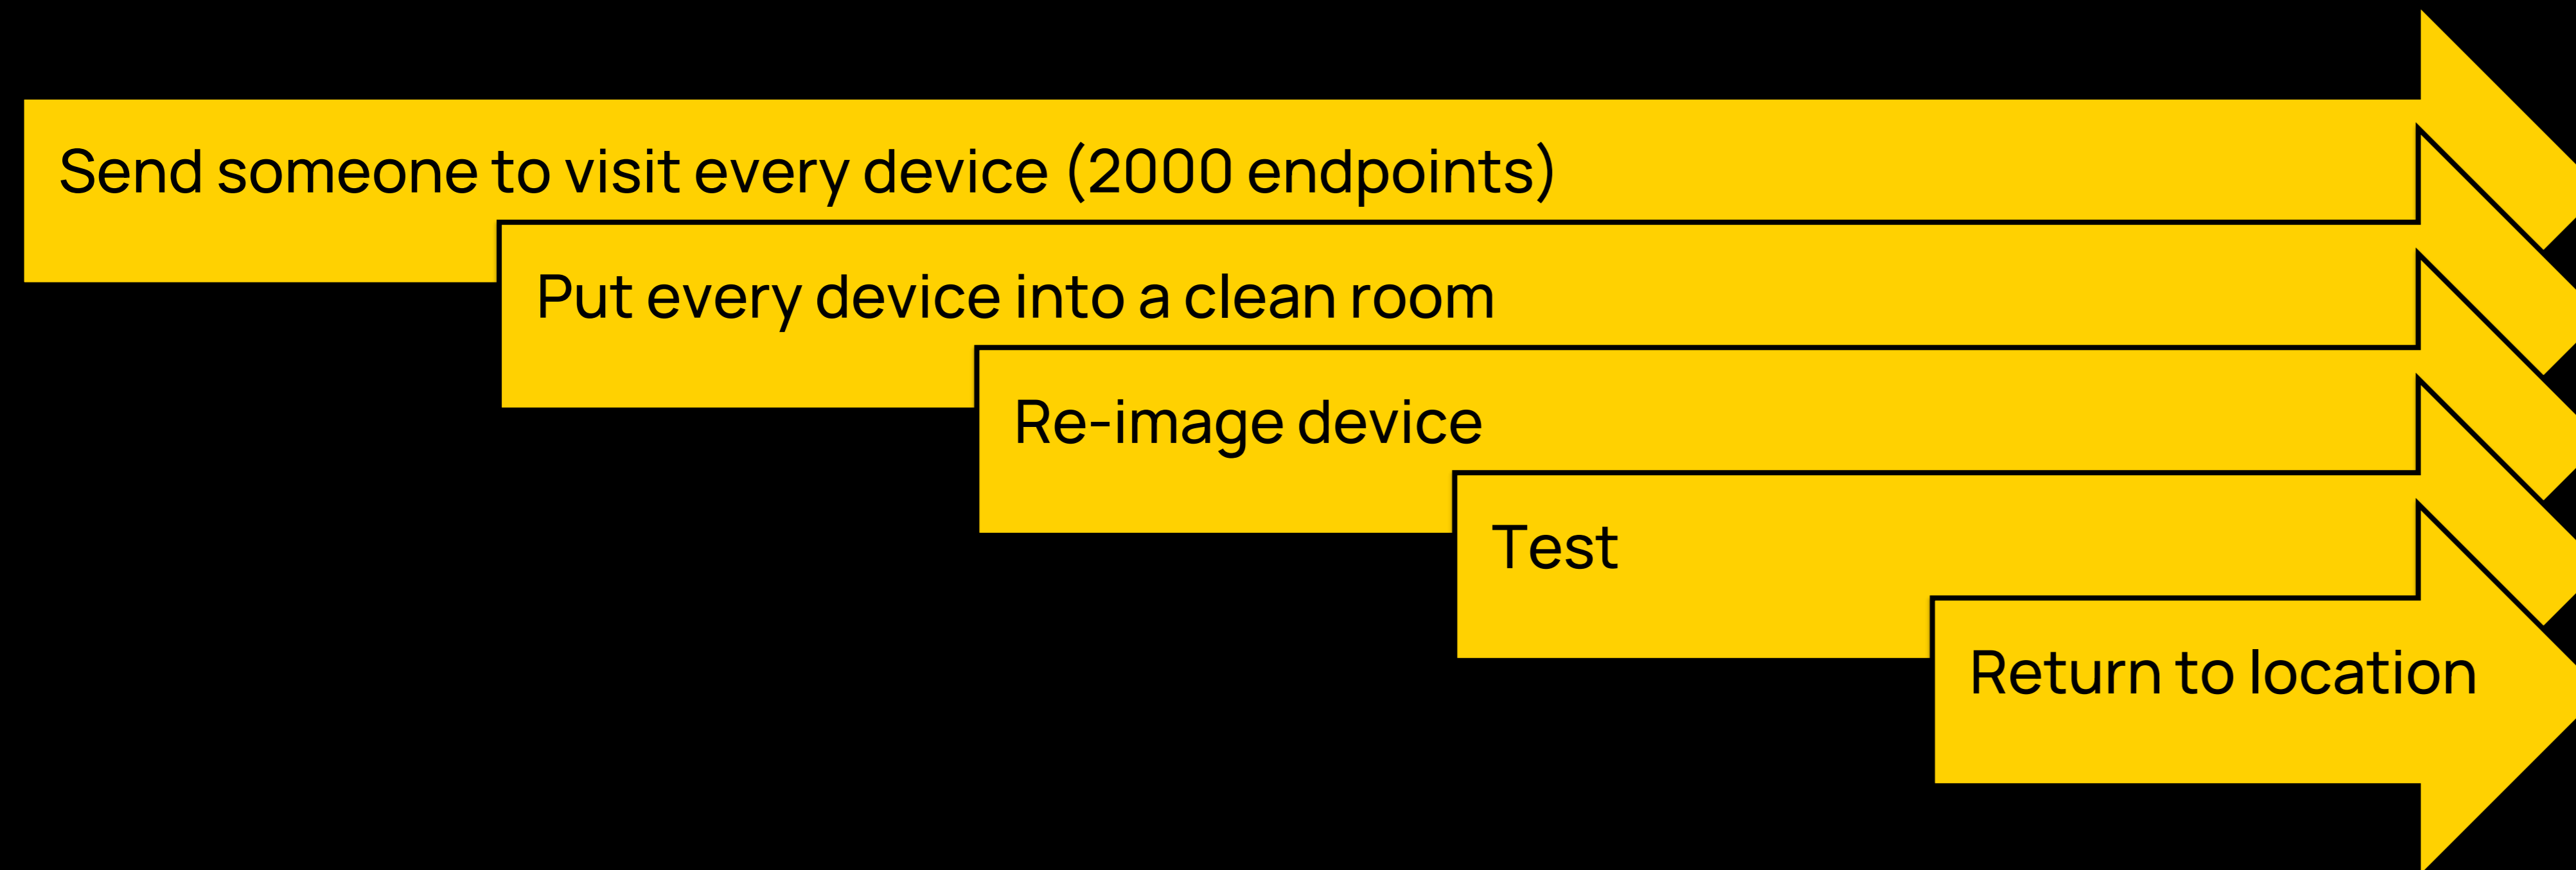 Send someone to visit every device (2000 endpoints)
Put every device into a clean room
Re-image device
Test
Return to location